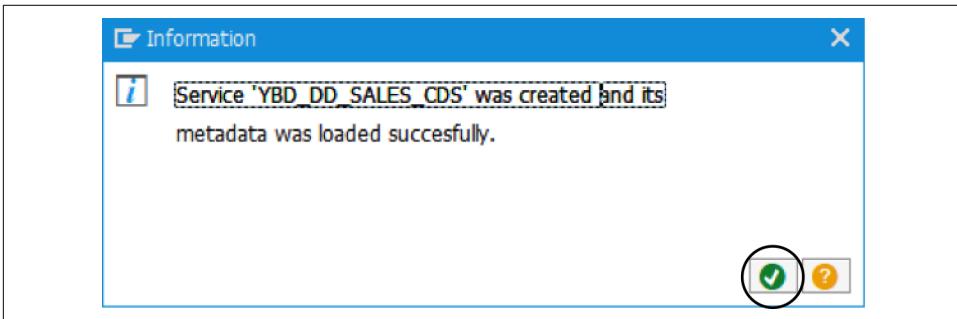 Information
Service 'YBD_DD_SALES_CDS' was created and its
metadata was loaded succesfully.